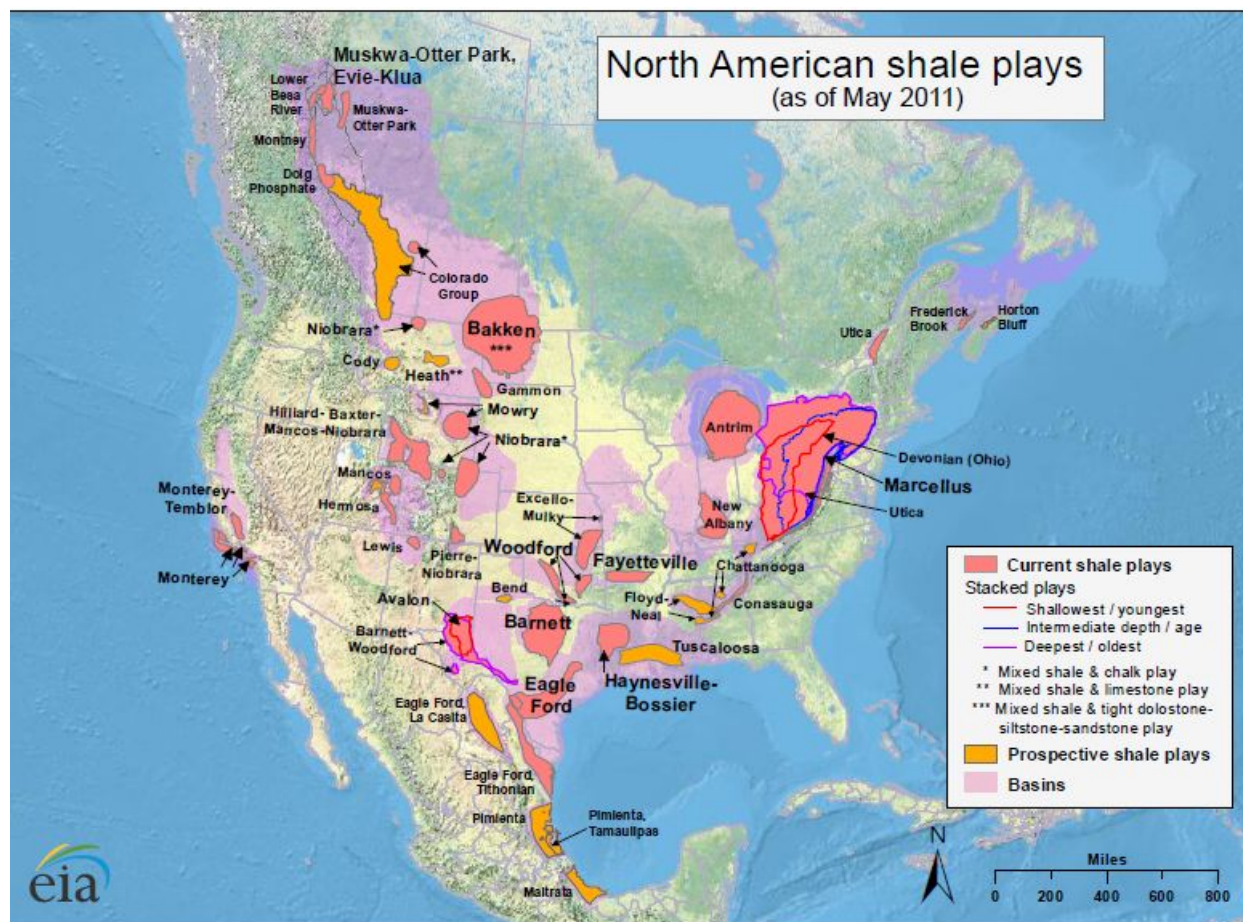 North American shale plays
(as of May 2011)
Muskwa-Otter Park,
Evie-Klua
Lower
Besa
River
Muskwa-
Otter Park
Montney
Doig
Phosphate
Colorado
Group
Niobrara*
Bakken
***
Cody
Heath**
Gammon
Mowry
Hilliard-Baxter-
Mancos-Niobrara
Niobrara*
Antrim
Utica
Frederick
Brook
Horton
Bluff
Devonian (Ohio)
Marcellus
Utica
Mancos
Monterey-
Temblor
Hermosa
Excello-
Mulky
New
Albany
Lewis
Pierre-
Niobrara
Woodford
Fayetteville
Monterey
Chattanooga
Bend
Floyd-
Neal
Conasauga
Avalon
Barnett
Barnett-
Woodford
Tuscaloosa
Eagle
Ford
Haynesville-
Bossier
Eagle Ford,
La Casita
Eagle Ford,
Tithonian
Pimienta
Pimienta,
Tamaulipas
Maltrata
Current shale plays
Stacked plays
Shallowest / youngest
Intermediate depth / age
Deepest / oldest
* Mixed shale & chalk play
** Mixed shale & limestone play
*** Mixed shale & tight dolostone-
siltstone-sandstone play
Prospective shale plays
Basins
N
Miles
0 200 400 600 800
eia